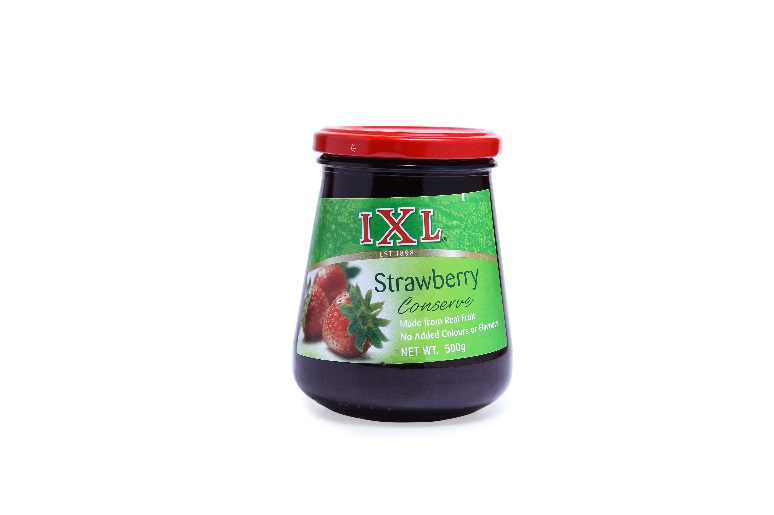 IXL
EST 1898
Strawberry
Conserve
Made from Real Fruit
No Added Colours or Flavours
NET WT. 500g